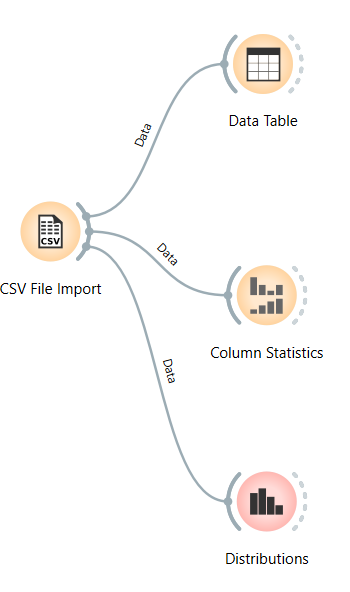 Data
Data Table
CSV
CSV File Import
Data
Column Statistics
Data
Distributions